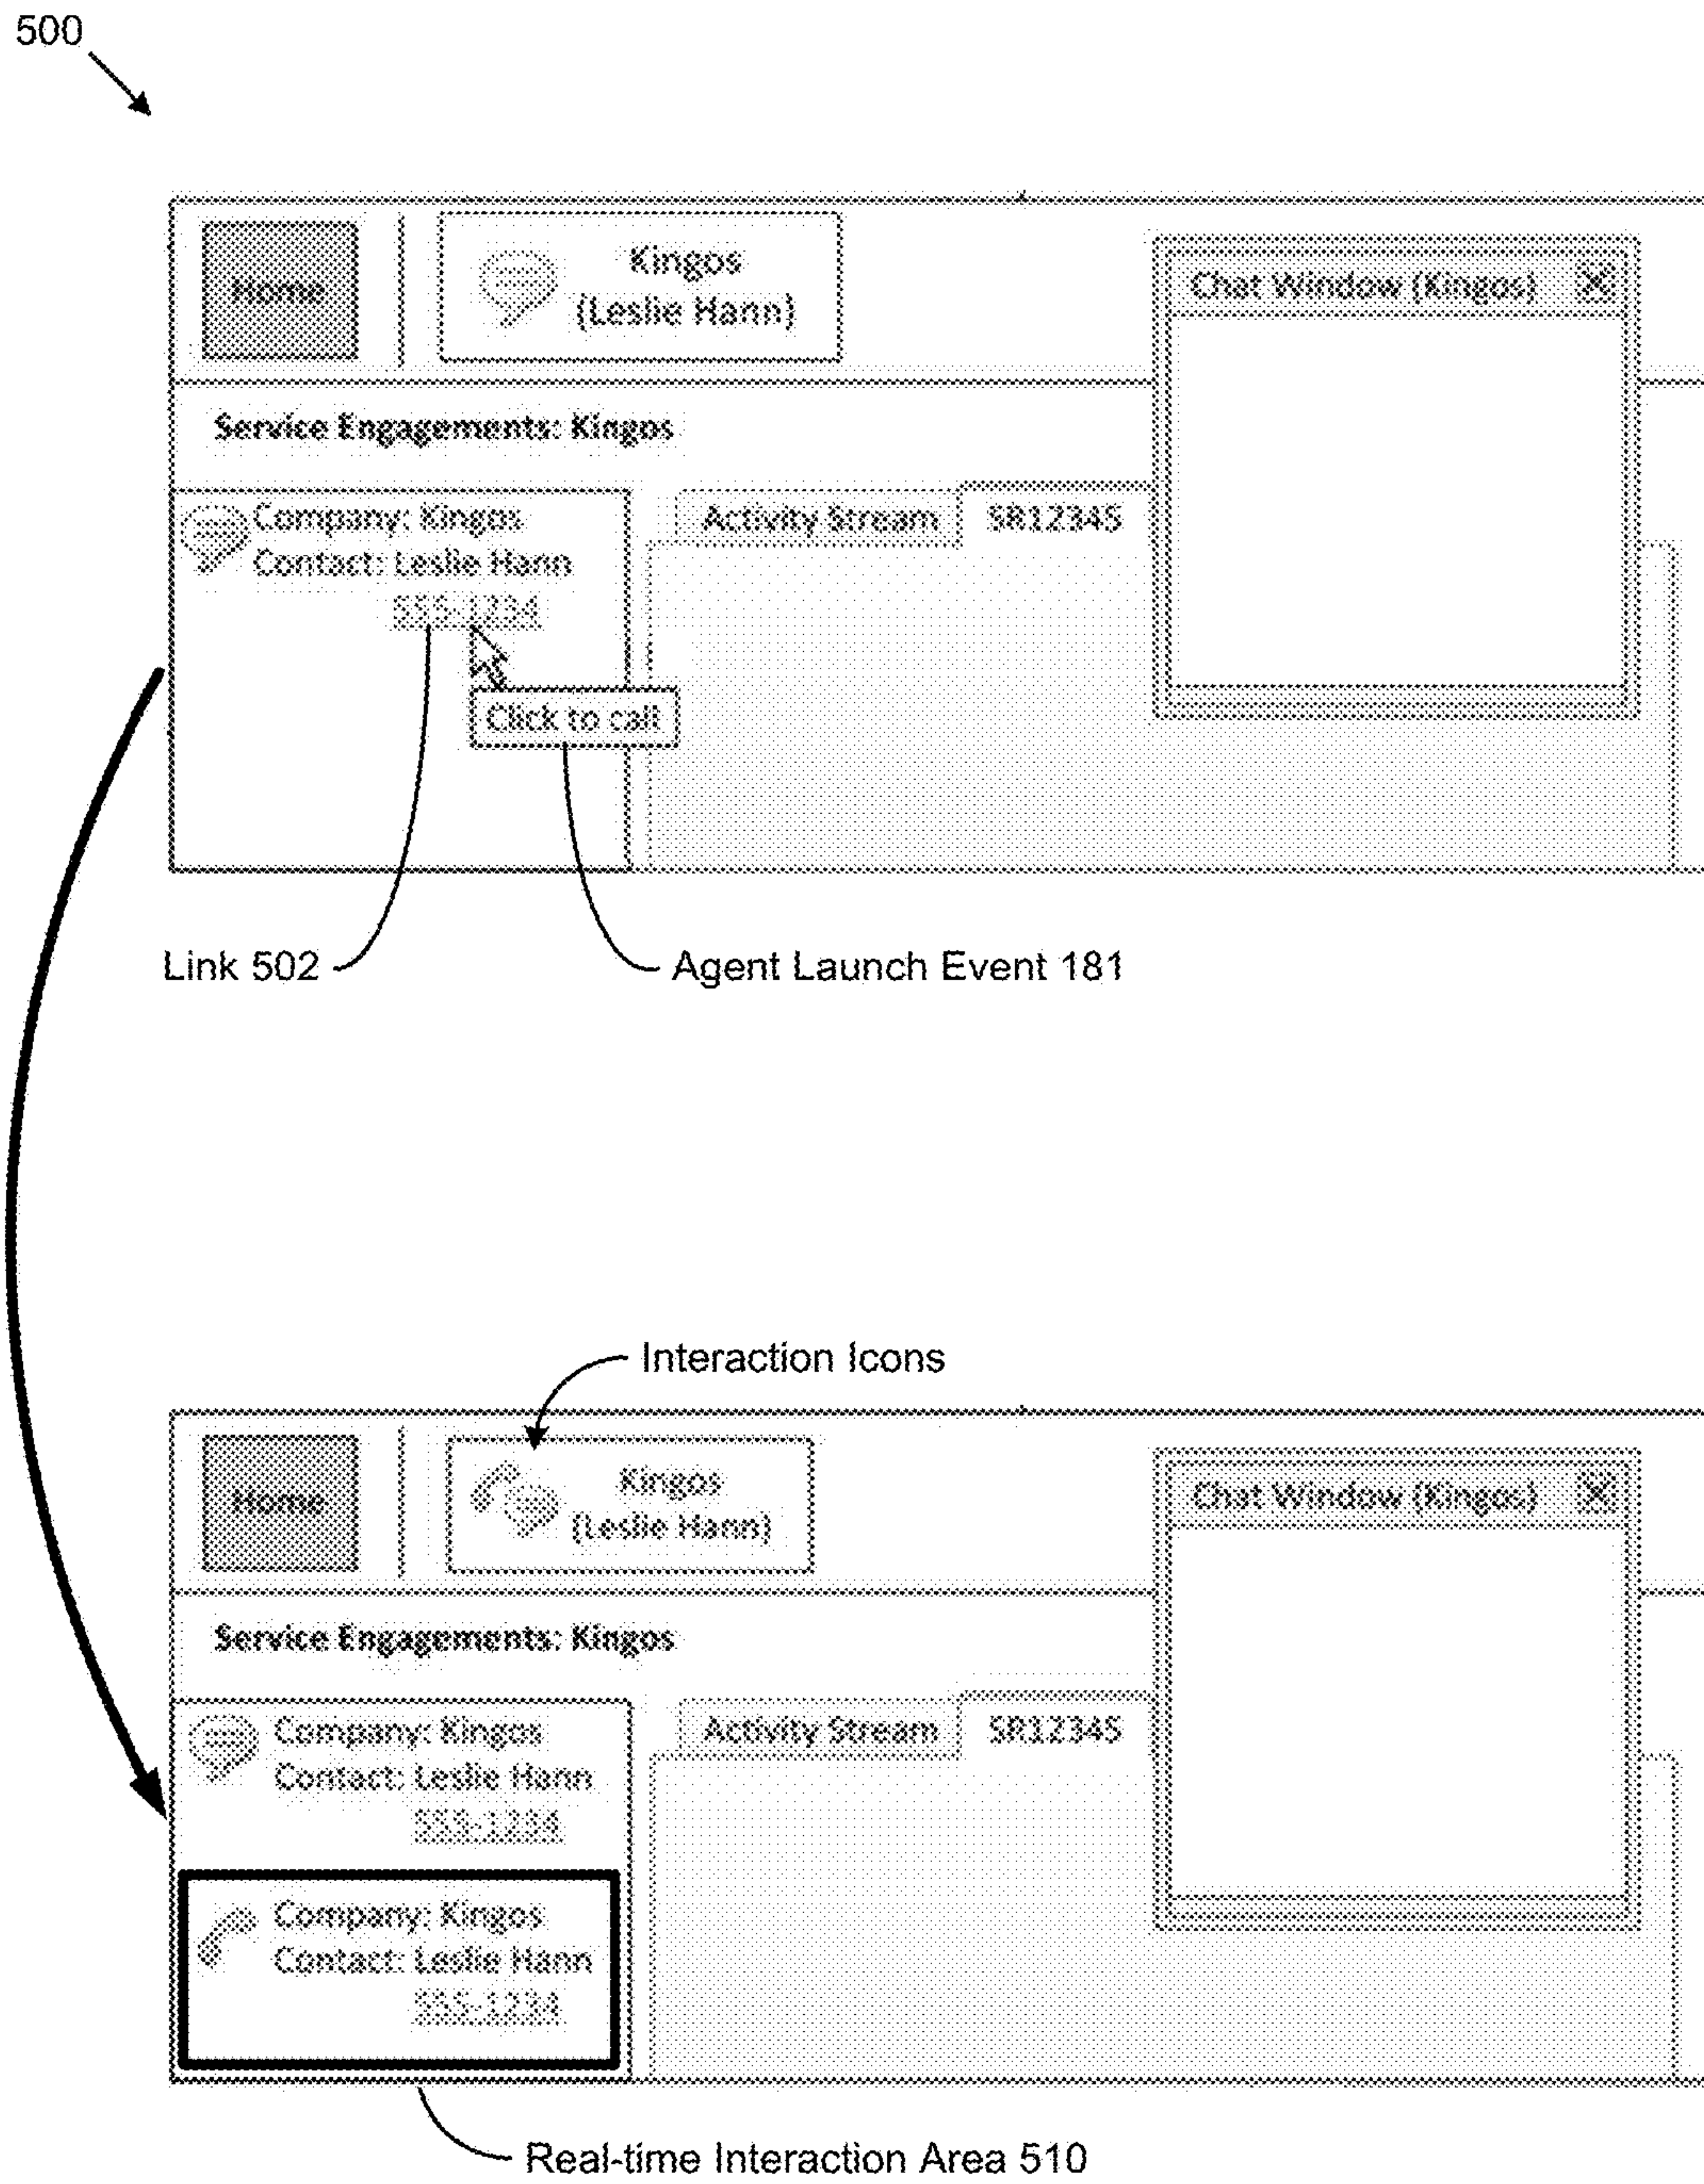 500
Home
Kingos
(Leslie Hann)
Chat Window (Kingos)
X
Service Engagements: Kingos
Company: Kingos
Contact: Leslie Hann
555-1234
Activity Stream
SR12345
Click to call
Link 502
Agent Launch Event 181
Interaction Icons
Home
Kingos
(Leslie Hann)
Chat Window (Kingos)
X
Service Engagements: Kingos
Company: Kingos
Contact: Leslie Hann
555-1234
Activity Stream
SR12345
Company: Kingos
Contact: Leslie Hann
555-1234
Real-time Interaction Area 510